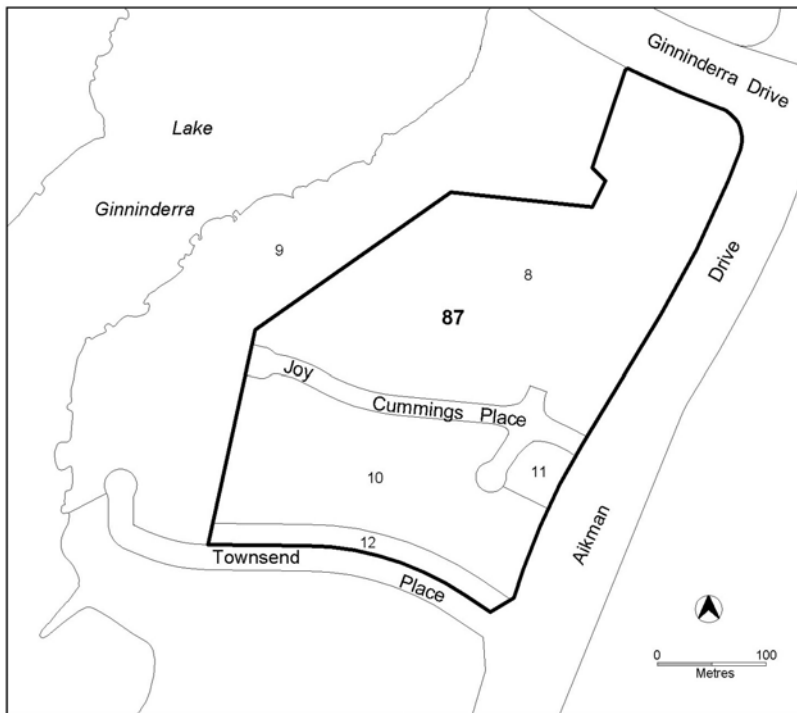 Ginninderra Drive
Lake
Ginninderra
9
8
Drive
87
Joy
Cummings Place
11
10
12
Townsend
Place
Aikman
0 100
Metres